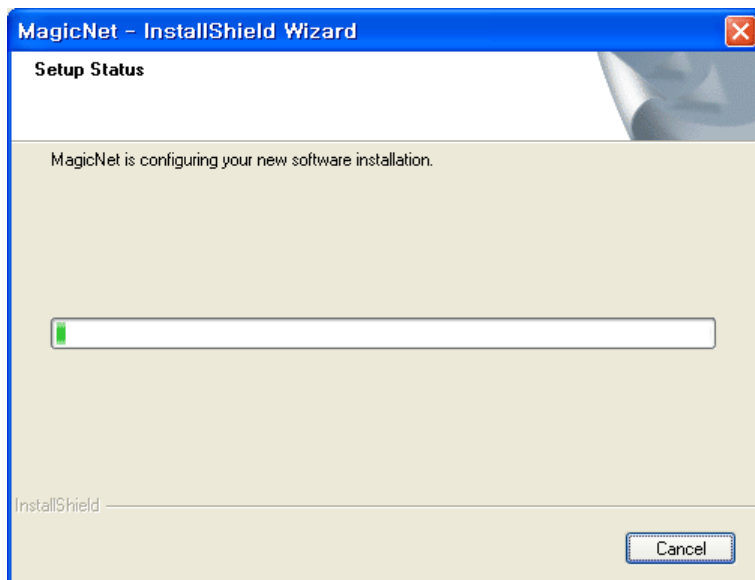 MagicNet - InstallShield Wizard
Setup Status
MagicNet is configuring your new software installation.
InstallShield
Cancel